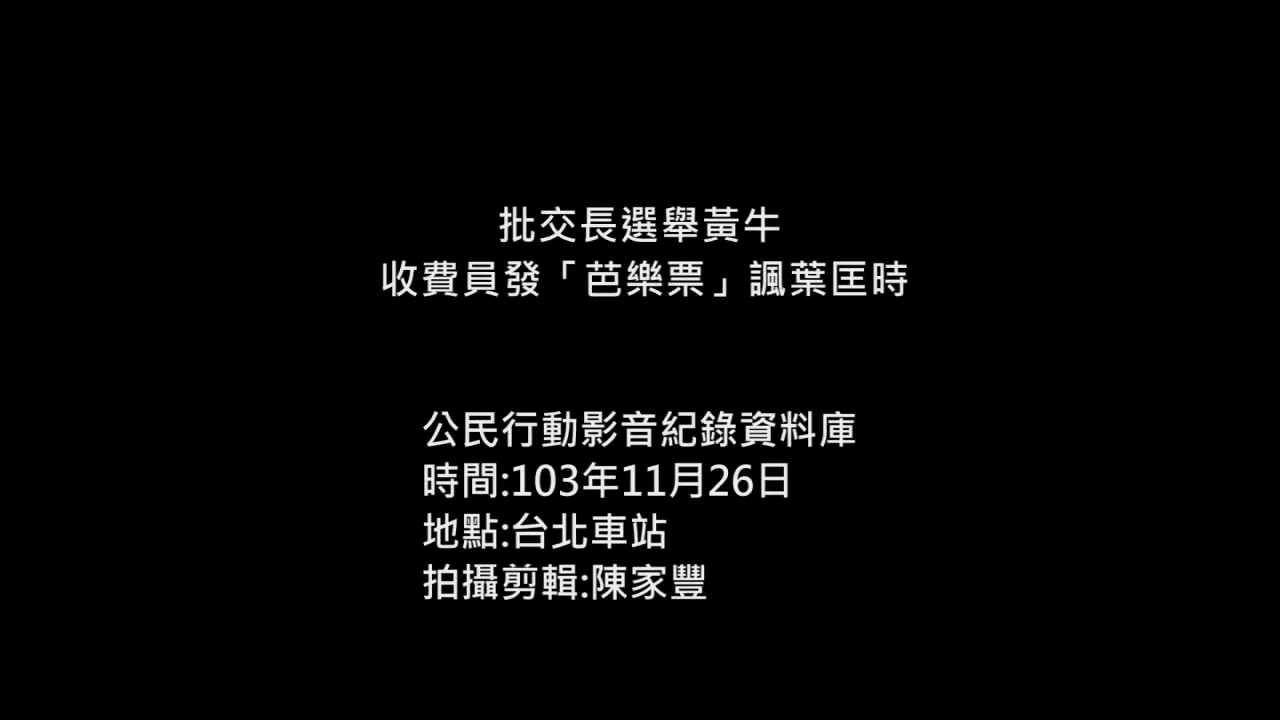 批交長選舉黃牛
收費員發「芭樂票」諷葉匡時
公民行動影音紀錄資料庫
時間:103年11月26日
地點:台北車站
拍攝剪輯:陳家豐